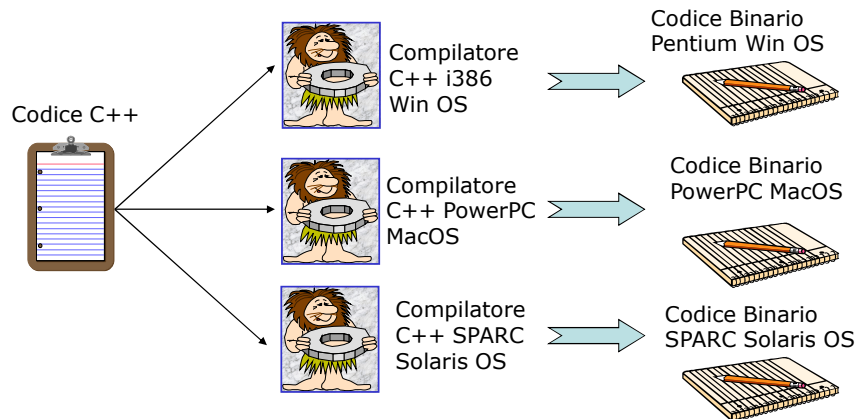 Codice C++
Compilatore
C++ i386
Win OS
Codice Binario
Pentium Win OS
Compilatore
C++ PowerPC
MacOS
Codice Binario
PowerPC MacOS
Compilatore
C++ SPARC
Solaris OS
Codice Binario
SPARC Solaris OS